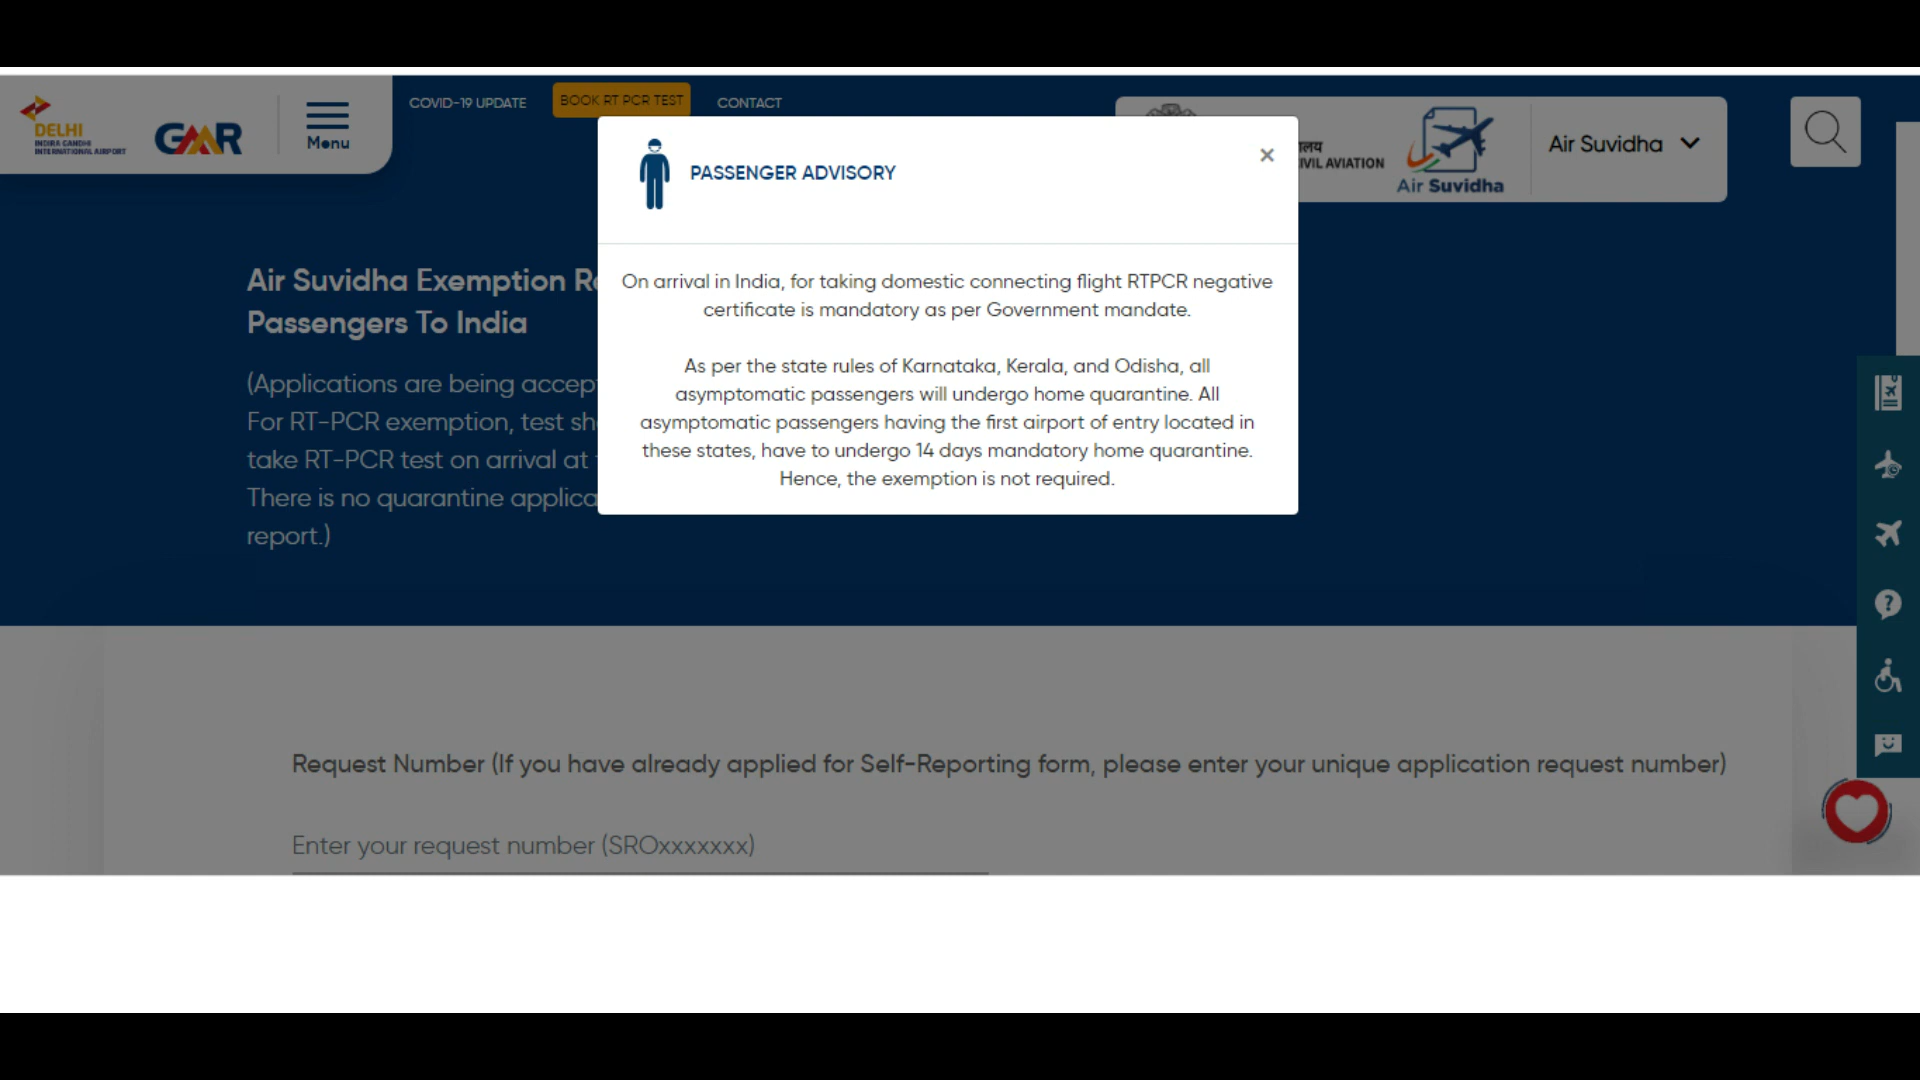 DELHI
INDIRA GANDHI
INTERNATIONAL AIRPORT
GMR
Menu
COVID-19 UPDATE
BOOK RT PCR TEST
CONTACT
IVIL AVIATION
Air Suvidha
Air Suvidha
PASSENGER ADVISORY
×
On arrival in India, for taking domestic connecting flight RTPCR negative
certificate is mandatory as per Government mandate.
As per the state rules of Karnataka, Kerala, and Odisha, all
asymptomatic passengers will undergo home quarantine. All
asymptomatic passengers having the first airport of entry located in
these states, have to undergo 14 days mandatory home quarantine.
Hence, the exemption is not required.
Air Suvidha Exemption R
Passengers To India
(Applications are being accep
For RT-PCR exemption, test sh
take RT-PCR test on arrival at
There is no quarantine applica
report.)
Request Number (If you have already applied for Self-Reporting form, please enter your unique application request number)
Enter your request number (SROxxxxxxx)